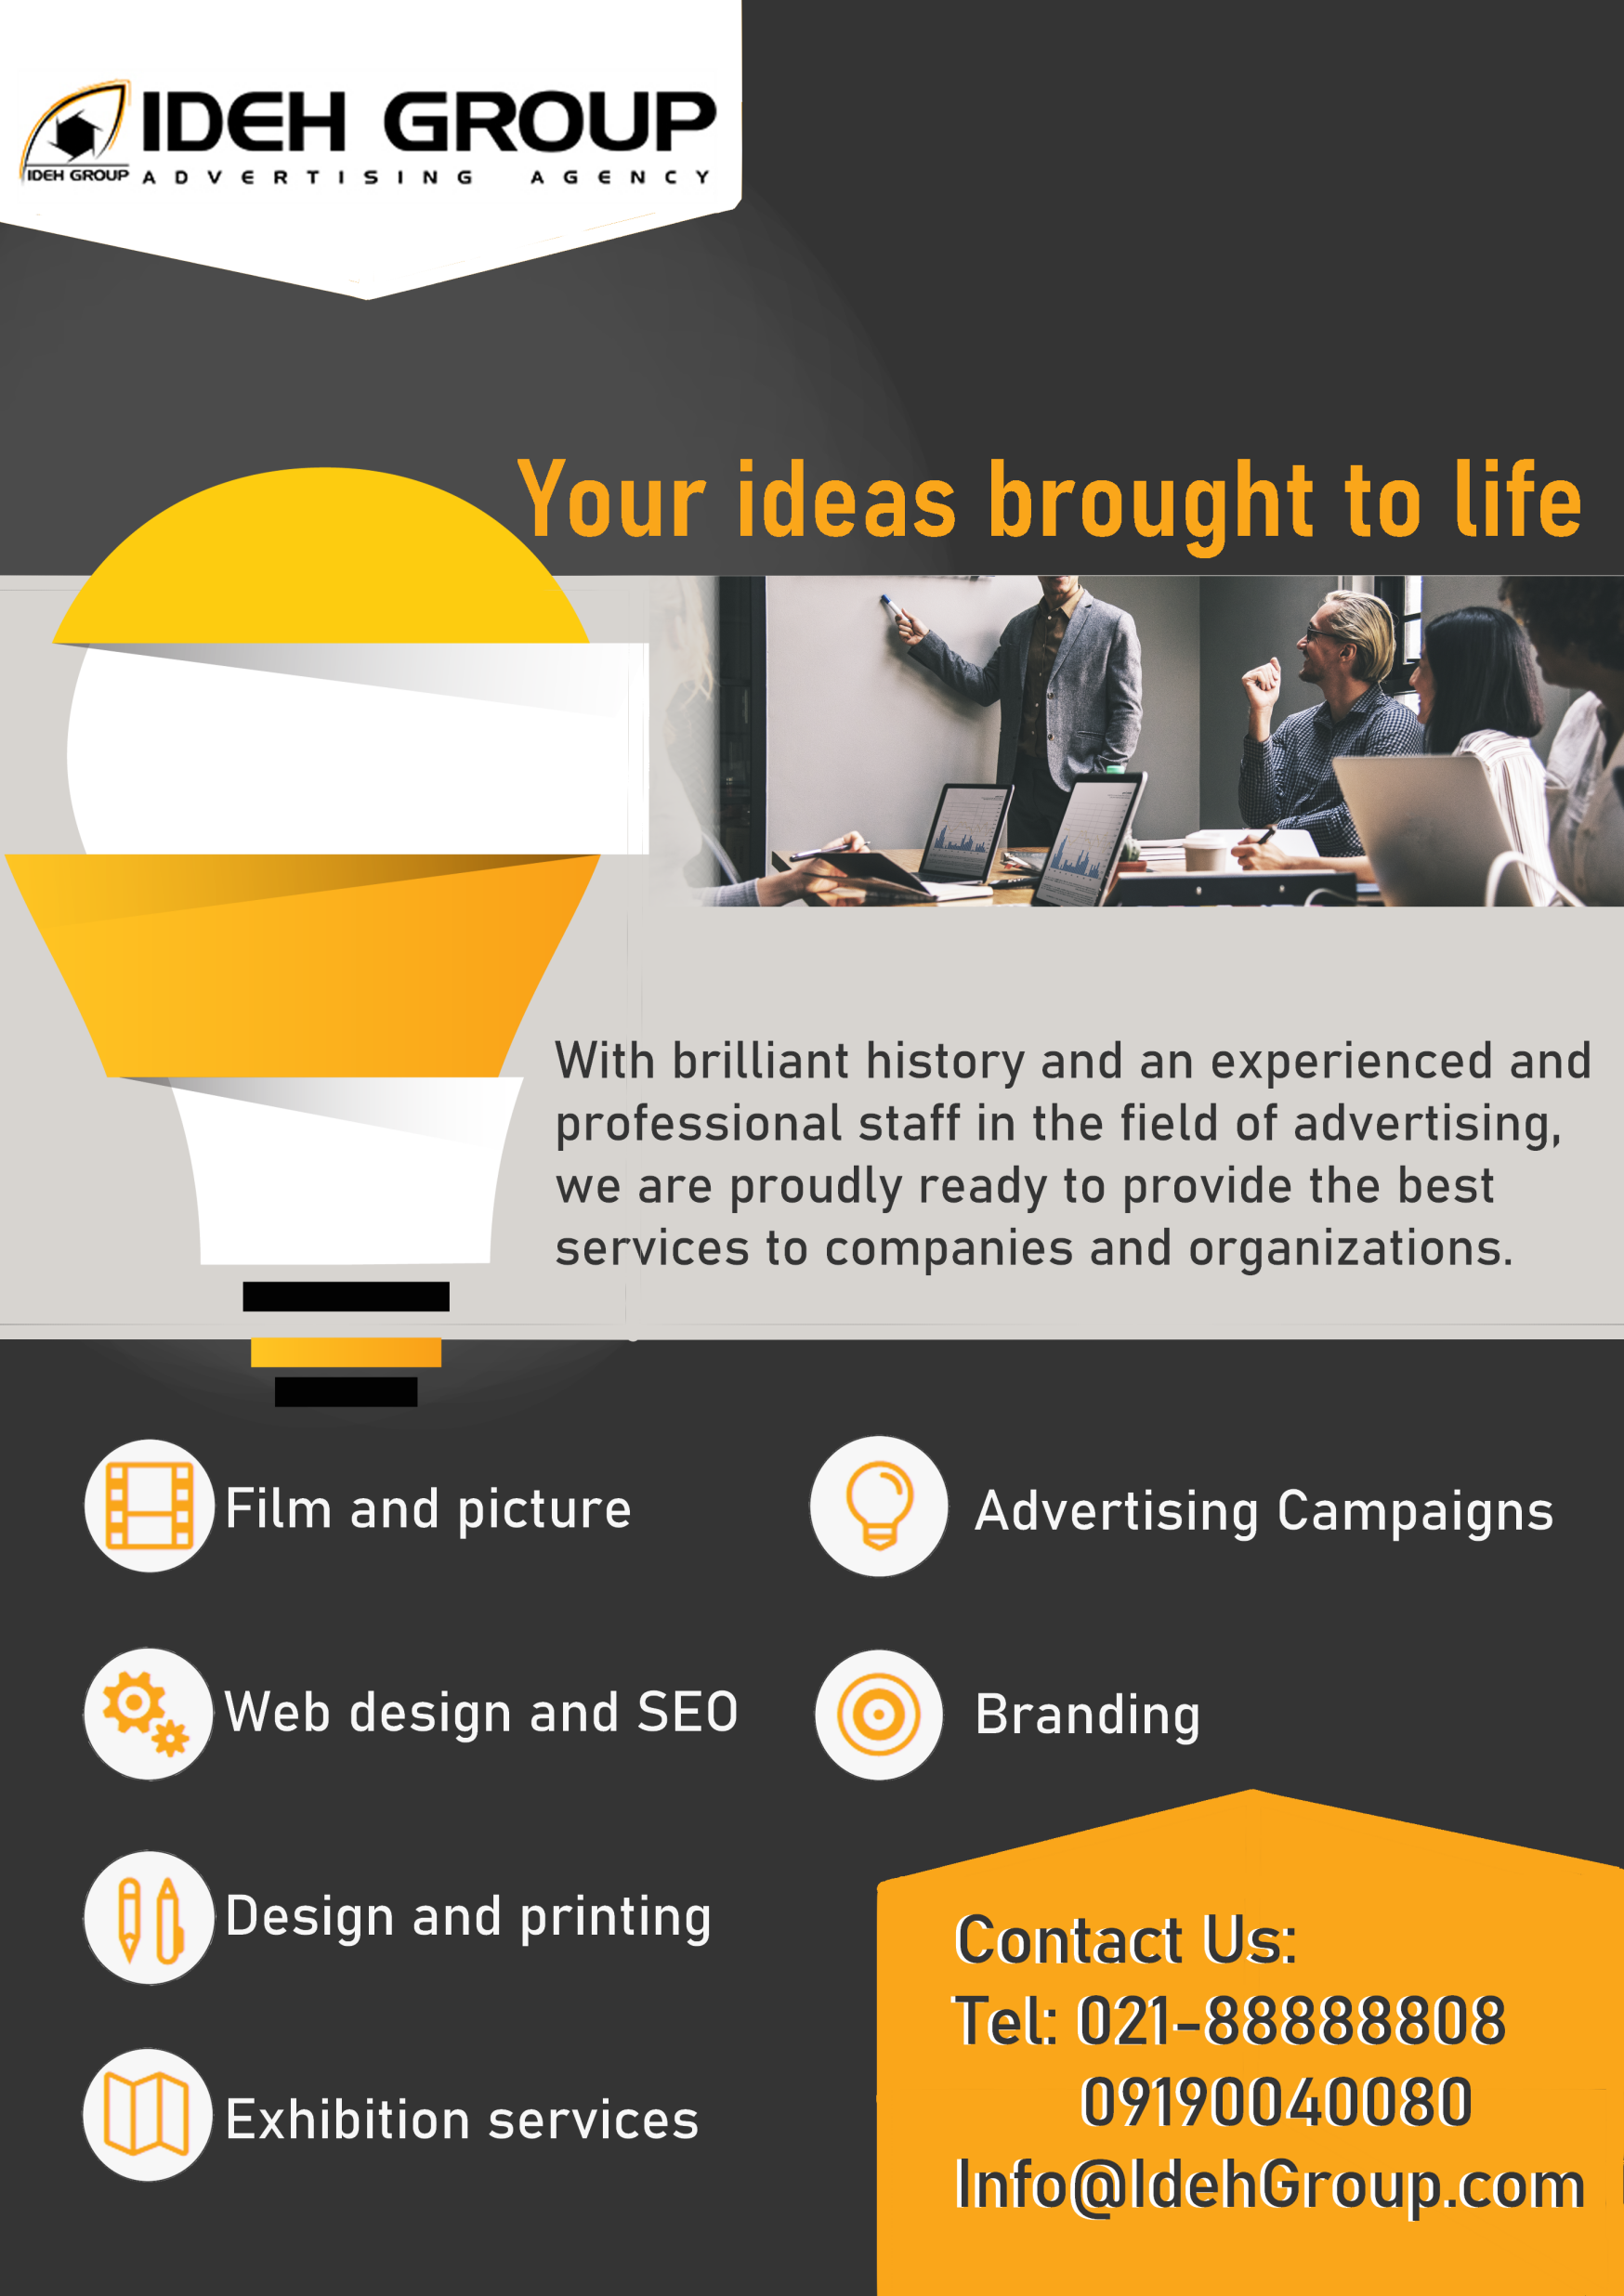 IDEH GROUP
IDEH GROUP ADVERTISING AGENCY
Your ideas brought to life
With brilliant history and an experienced and
professional staff in the field of advertising,
we are proudly ready to provide the best
services to companies and organizations.
Film and picture
Advertising Campaigns
Web design and SEO
Branding
Design and printing
Exhibition services
Contact Us:
Tel: 021-88888808
09190040080
Info@IdehGroup.com